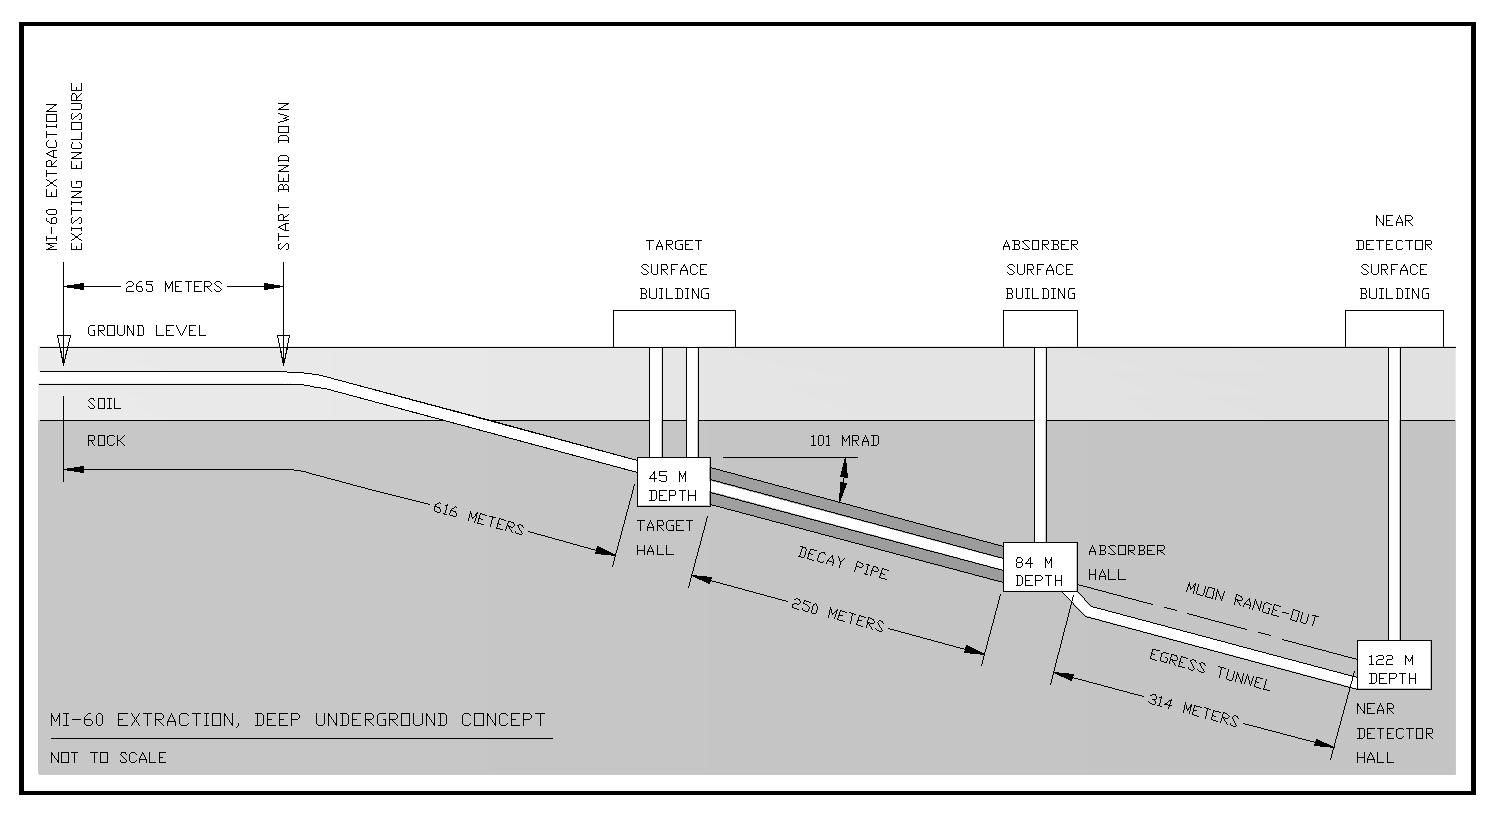 MI-60 EXTRACTION
EXISTING ENCLOSURE
START BEND DOWN
265 METERS
GROUND LEVEL
TARGET
SURFACE
BUILDING
ABSORBER
SURFACE
BUILDING
NEAR
DETECTOR
SURFACE
BUILDING
SOIL
ROCK
101 MRAD
45 M
DEPTH
616 METERS
TARGET
HALL
DECAY PIPE
250 METERS
84 M
DEPTH
ABSORBER
HALL
MUON RANGE-OUT
EGRESS TUNNEL
314 METERS
122 M
DEPTH
NEAR
DETECTOR
HALL
MI-60 EXTRACTION, DEEP UNDERGROUND CONCEPT
NOT TO SCALE